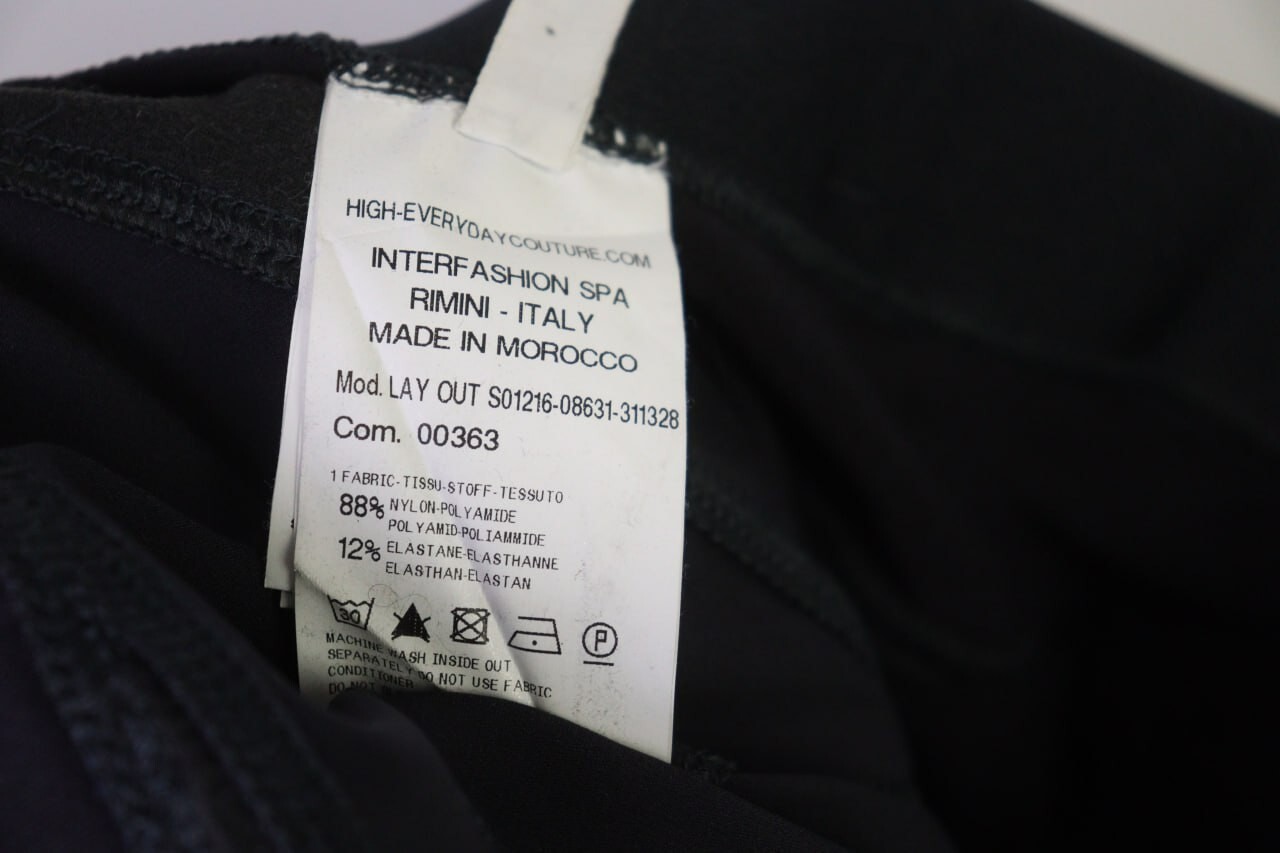 HIGH-EVERYDAYCOUTURE.COM
INTERFASHION SPA
RIMINI - ITALY
MADE IN MOROCCO
Mod. LAY OUT S01216-08631-311328
Com. 00363
1 FABRIC-TISSU-STOFF-TESSUTO
88% NYLON-POLYAMIDE
POLYAMID-POLIAMMIDE
12% ELASTANE-ELASTHANNE
ELASTHAN-ELASTAN
30 P
MACHINE WASH INSIDE OUT
SEPARATELY DO NOT USE FABRIC
CONDITIONER
DO NOT